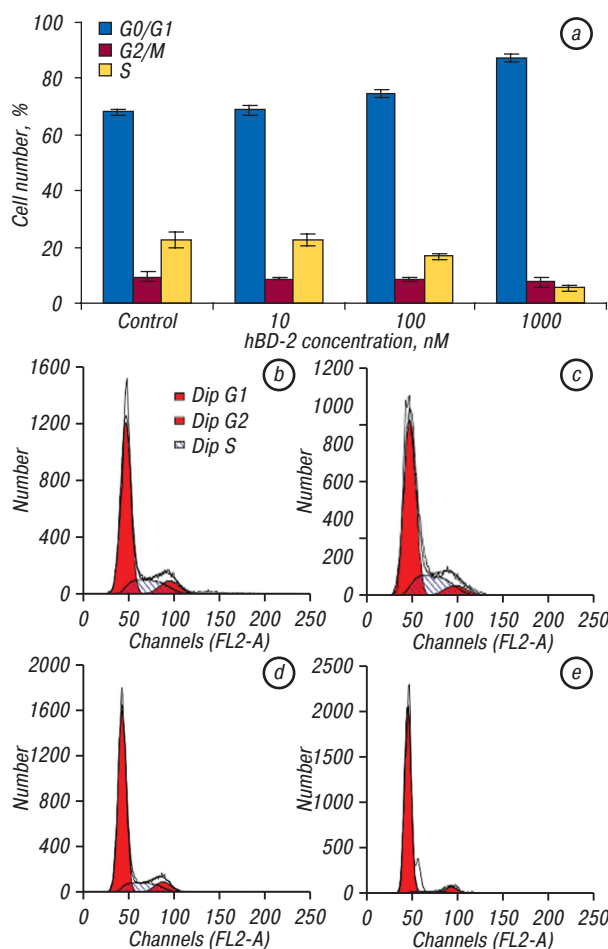 G0/G1
G2/M
S
a
Cell number, %
100
80
60
40
20
0
Control 10 100 1000
hBD-2 concentration, nM
b
Dip G1
Dip G2
Dip S
Number
1600
1200
800
400
0
0 50 100 150 200 250
Channels (FL2-A)
c
Number
1200
1000
800
600
400
200
0
0 50 100 150 200 250
Channels (FL2-A)
d
Number
2000
1600
1200
800
400
0
0 50 100 150 200 250
Channels (FL2-A)
e
Number
2500
2000
1500
1000
500
0
0 50 100 150 200 250
Channels (FL2-A)